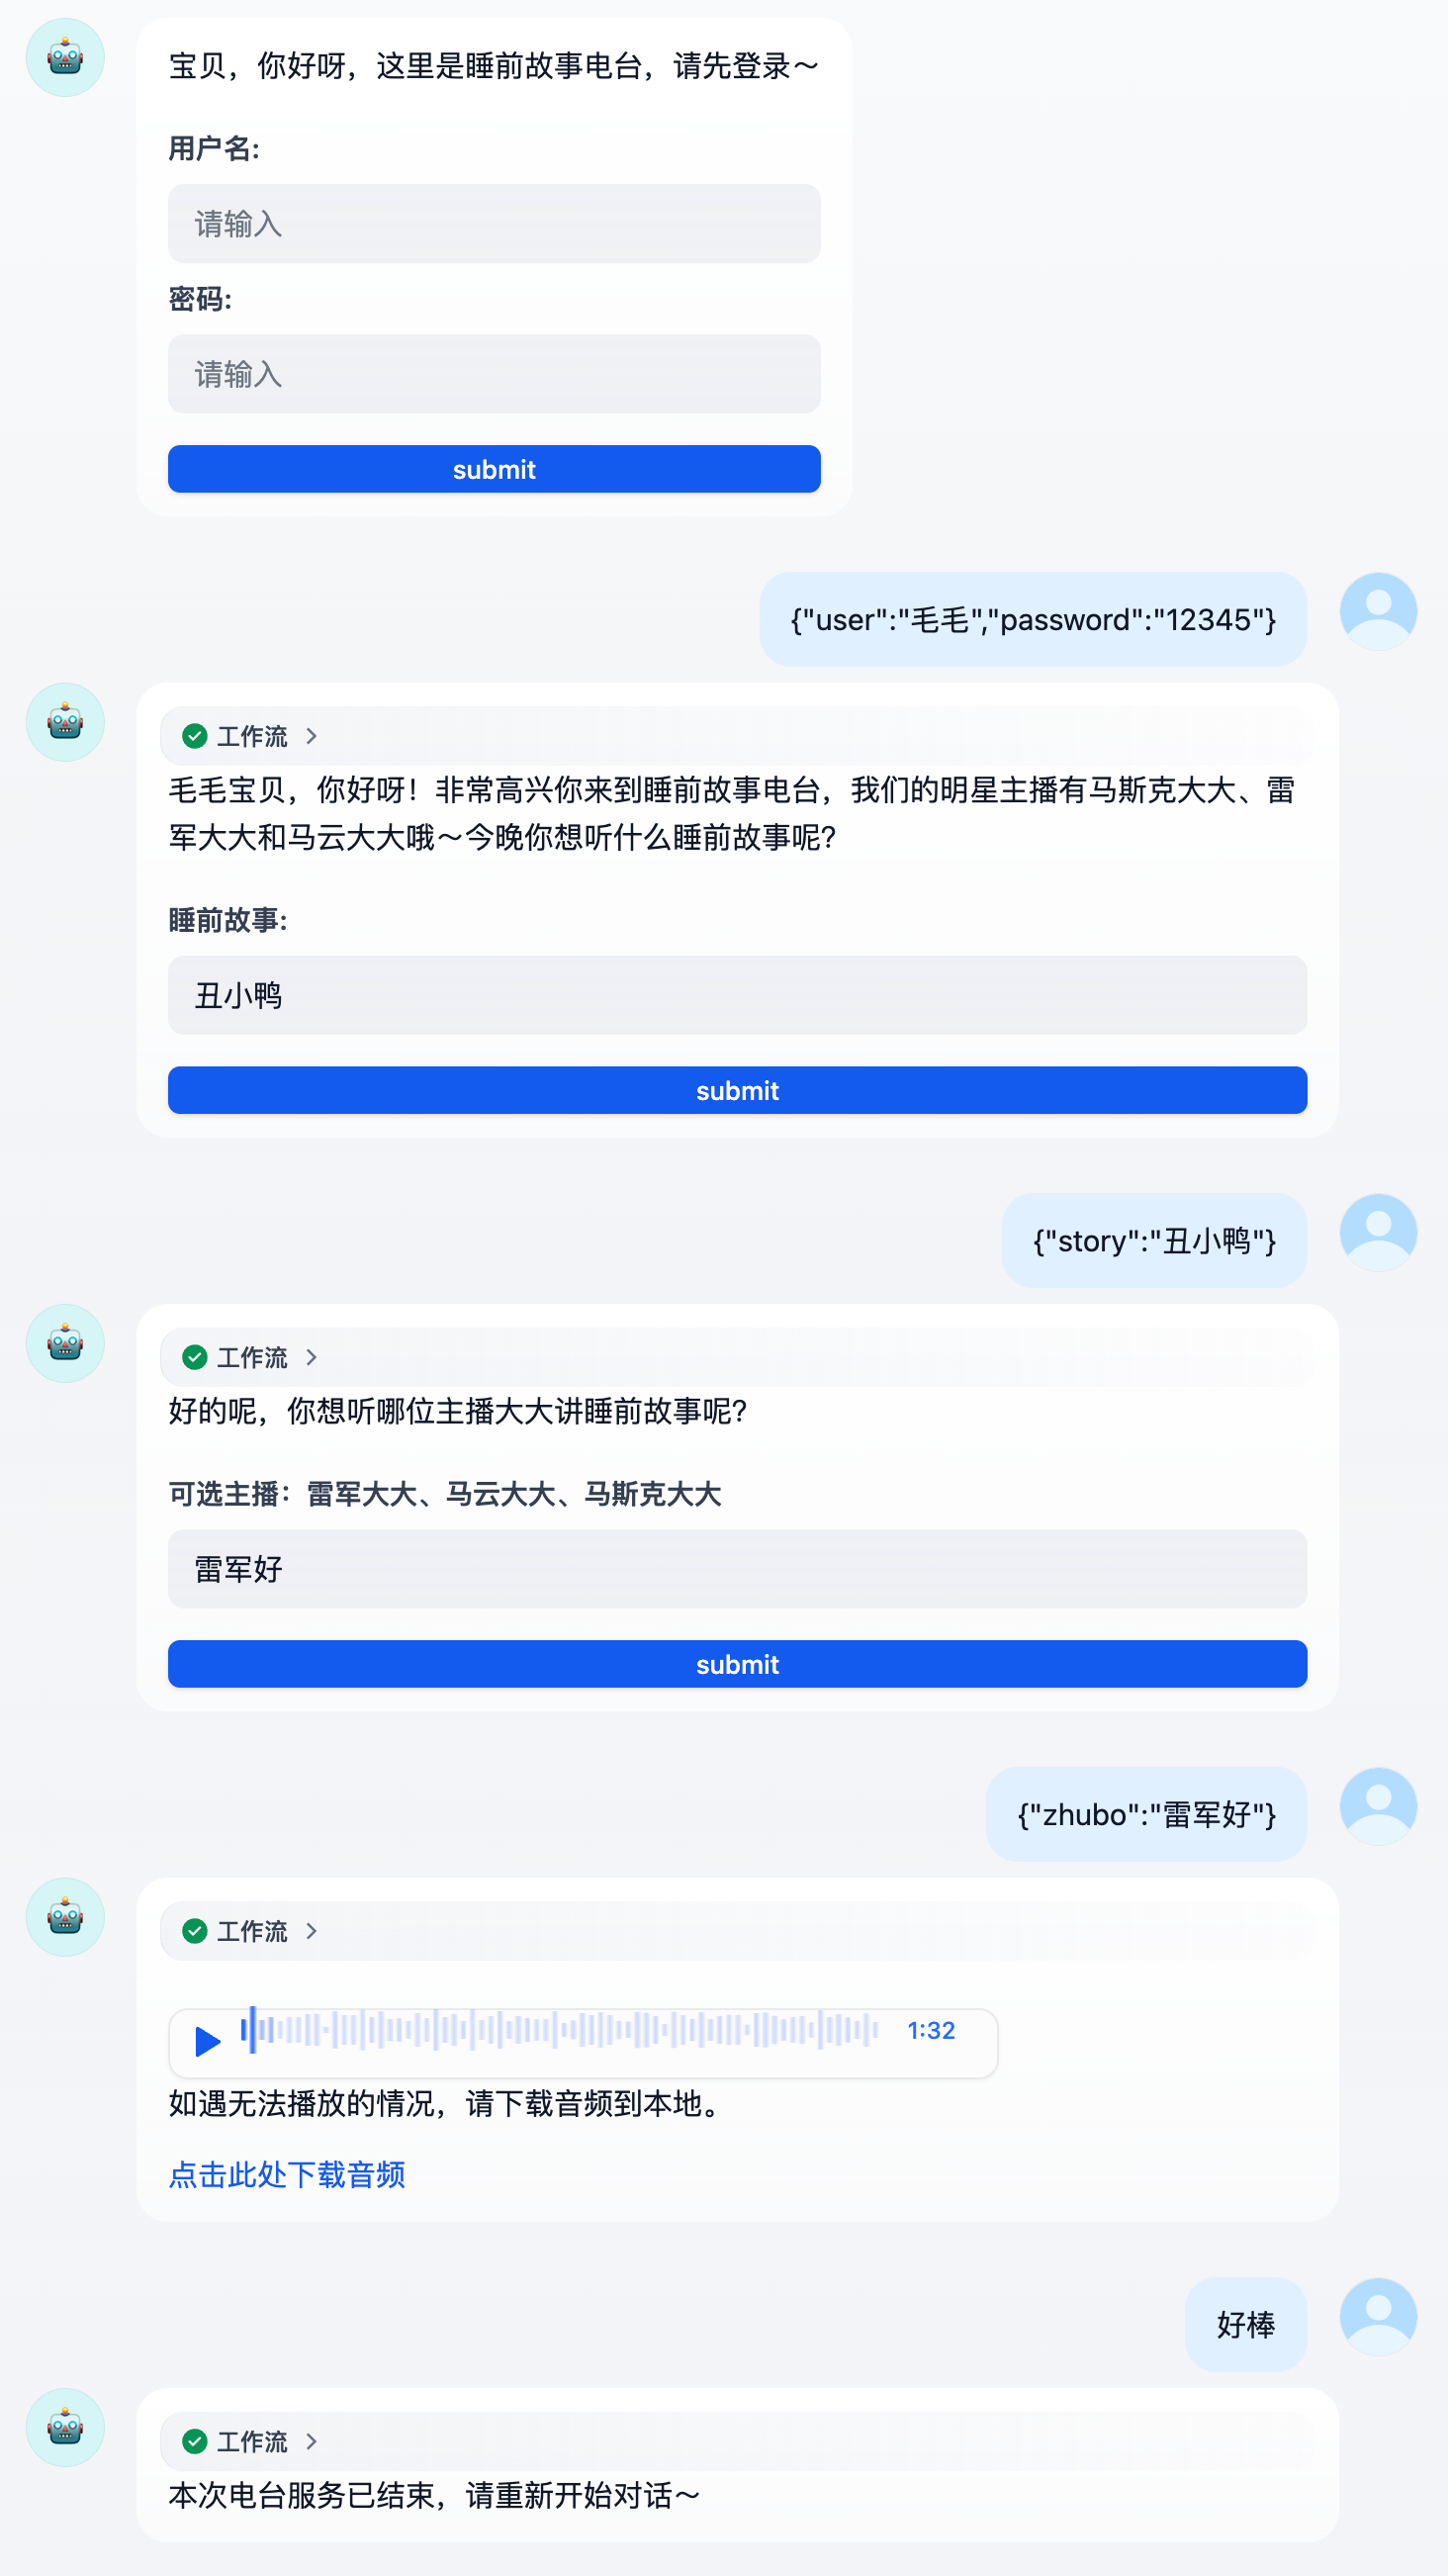 宝贝，你好呀，这里是睡前故事电台，请先登录～
用户名:
请输入
密码:
请输入
submit
{"user":"毛毛","password":"12345"}
工作流
毛毛宝贝，你好呀！非常高兴你来到睡前故事电台，我们的明星主播有马斯克大大、雷
军大大和马云大大哦～今晚你想听什么睡前故事呢？
睡前故事:
丑小鸭
submit
{"story":"丑小鸭"}
工作流
好的呢，你想听哪位主播大大讲睡前故事呢？
可选主播：雷军大大、马云大大、马斯克大大
雷军好
submit
{"zhubo":"雷军好"}
工作流
1:32
如遇无法播放的情况，请下载音频到本地。
点击此处下载音频
好棒
工作流
本次电台服务已结束，请重新开始对话～